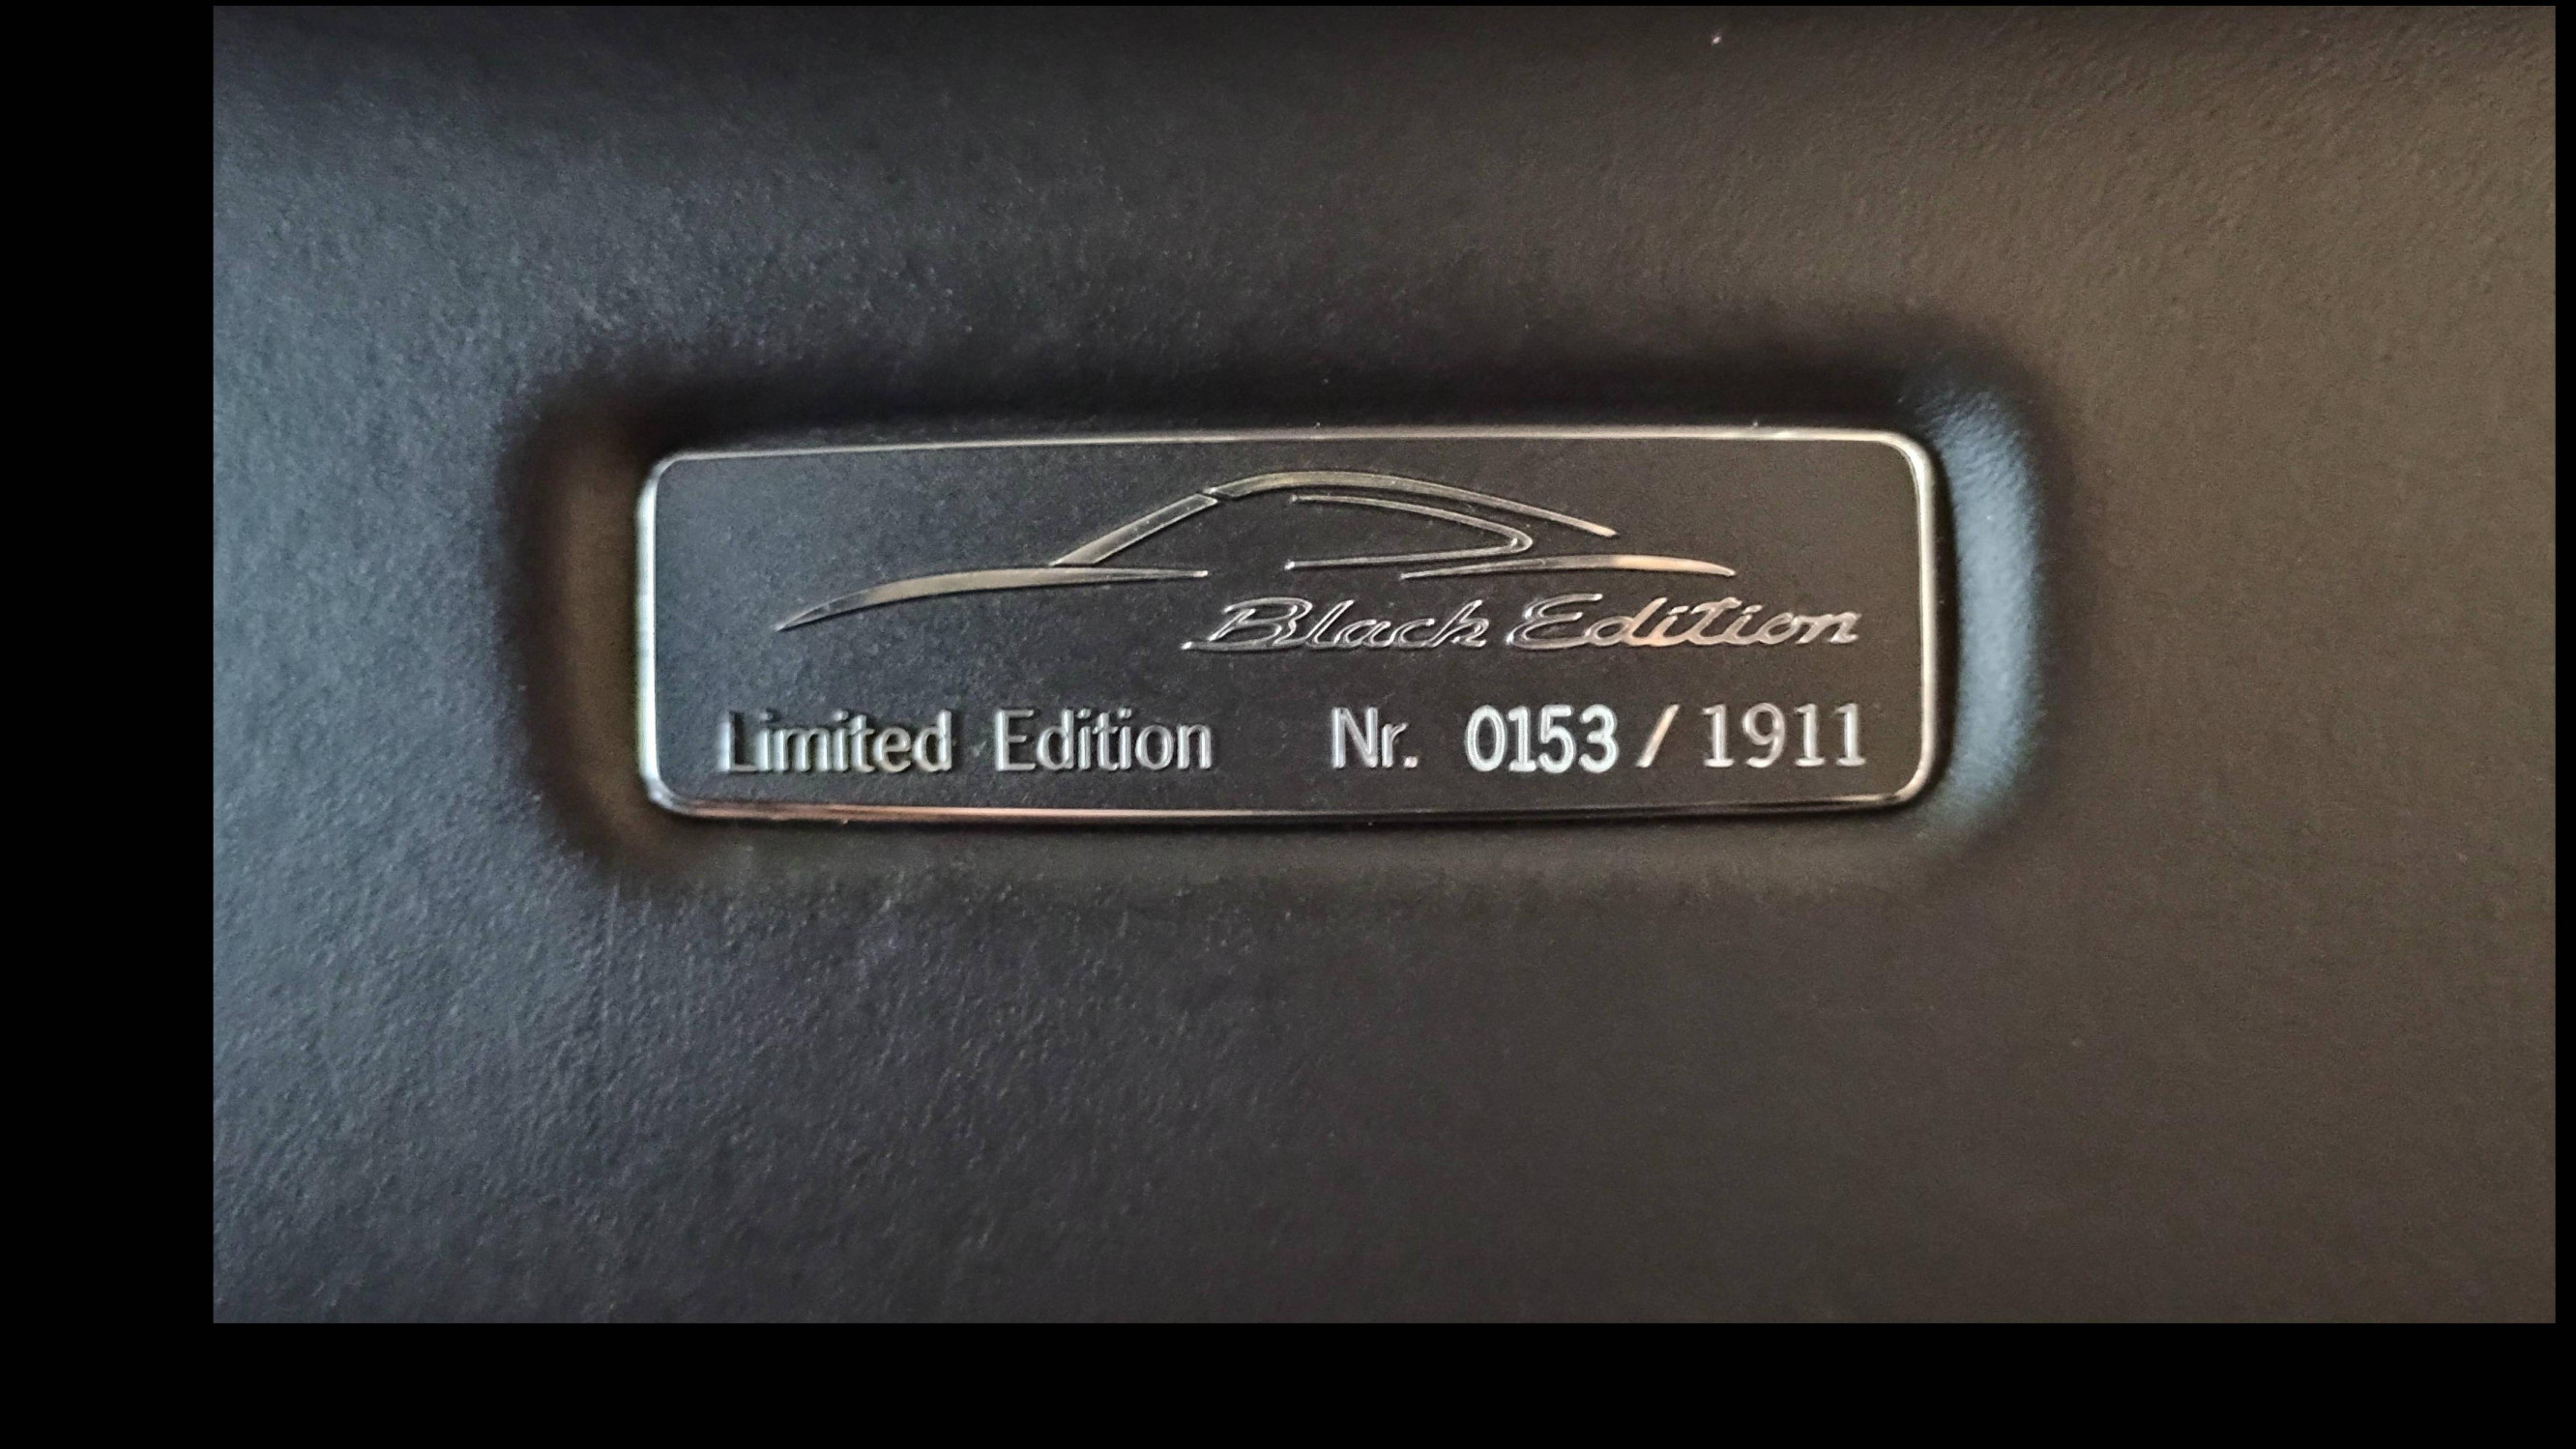 Black Edition
Limited Edition Nr. 0153 / 1911